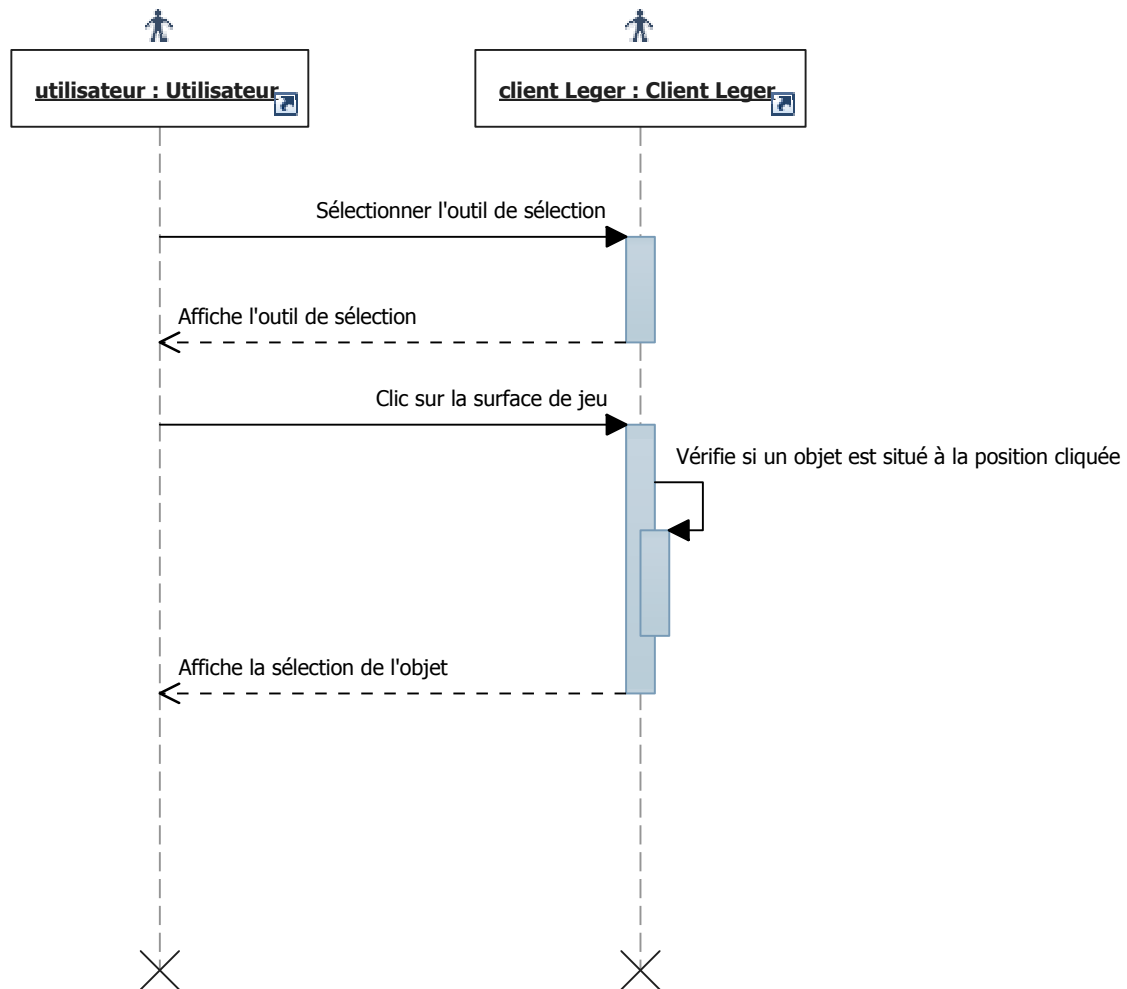 utilisateur : Utilisateur
client Leger : Client Leger
Sélectionner l'outil de sélection
Affiche l'outil de sélection
Clic sur la surface de jeu
Vérifie si un objet est situé à la position cliquée
Affiche la sélection de l'objet